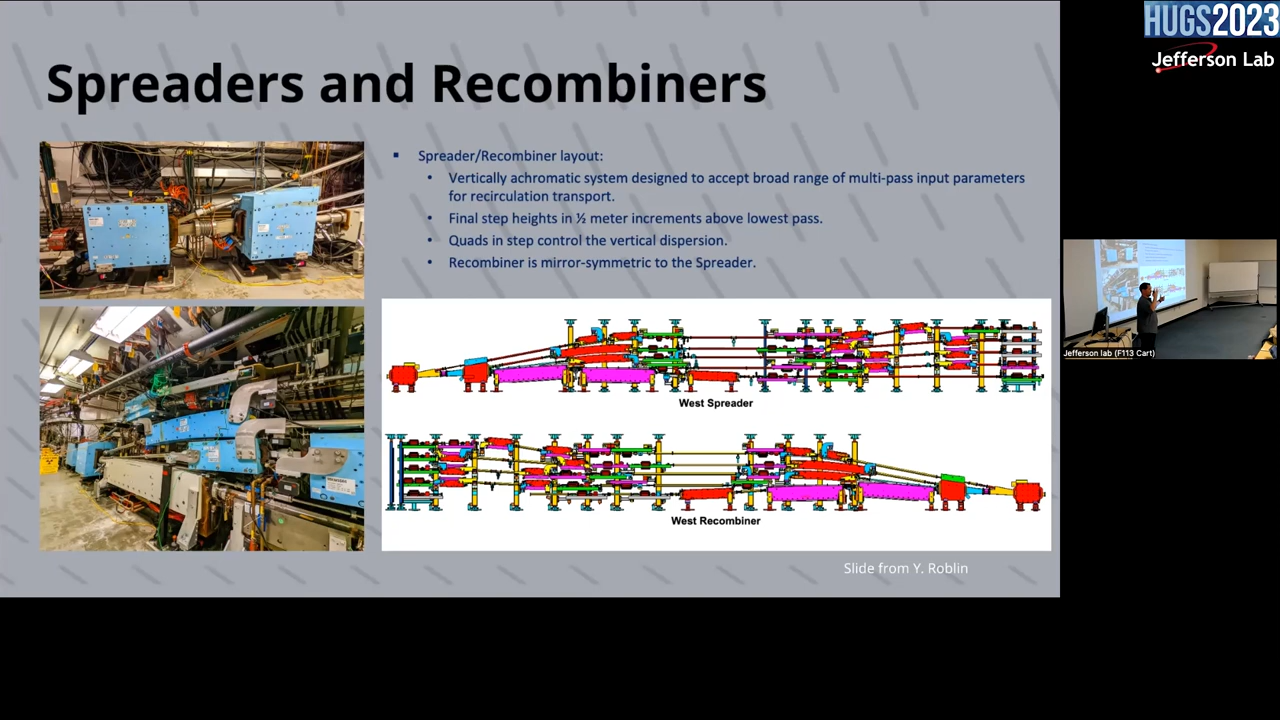 HUGS2023
Jefferson Lab
Spreaders and Recombiners
▪ Spreader/Recombiner layout:
• Vertically achromatic system designed to accept broad range of multi-pass input parameters
for recirculation transport.
• Final step heights in ½ meter increments above lowest pass.
• Quads in step control the vertical dispersion.
• Recombiner is mirror-symmetric to the Spreader.
West Spreader
West Recombiner
Slide from Y. Roblin
Jefferson lab (F113 Cart)